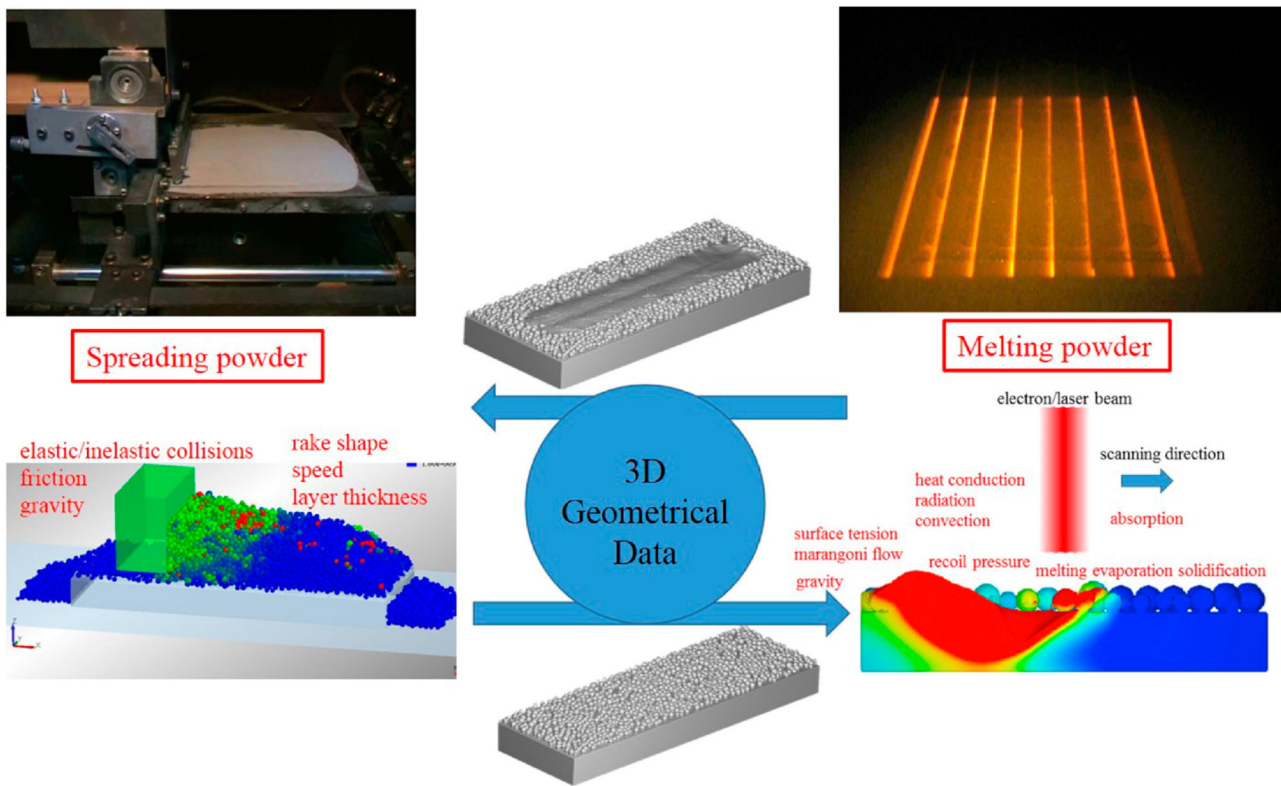 Spreading powder
Melting powder
electron/laser beam
scanning direction
heat conduction
radiation
convection
absorption
elastic/inelastic collisions
friction
gravity
rake shape
speed
layer thickness
3D
Geometrical
Data
surface tension
marangoni flow
gravity
recoil pressure
melting evaporation solidification
Z
Y
X